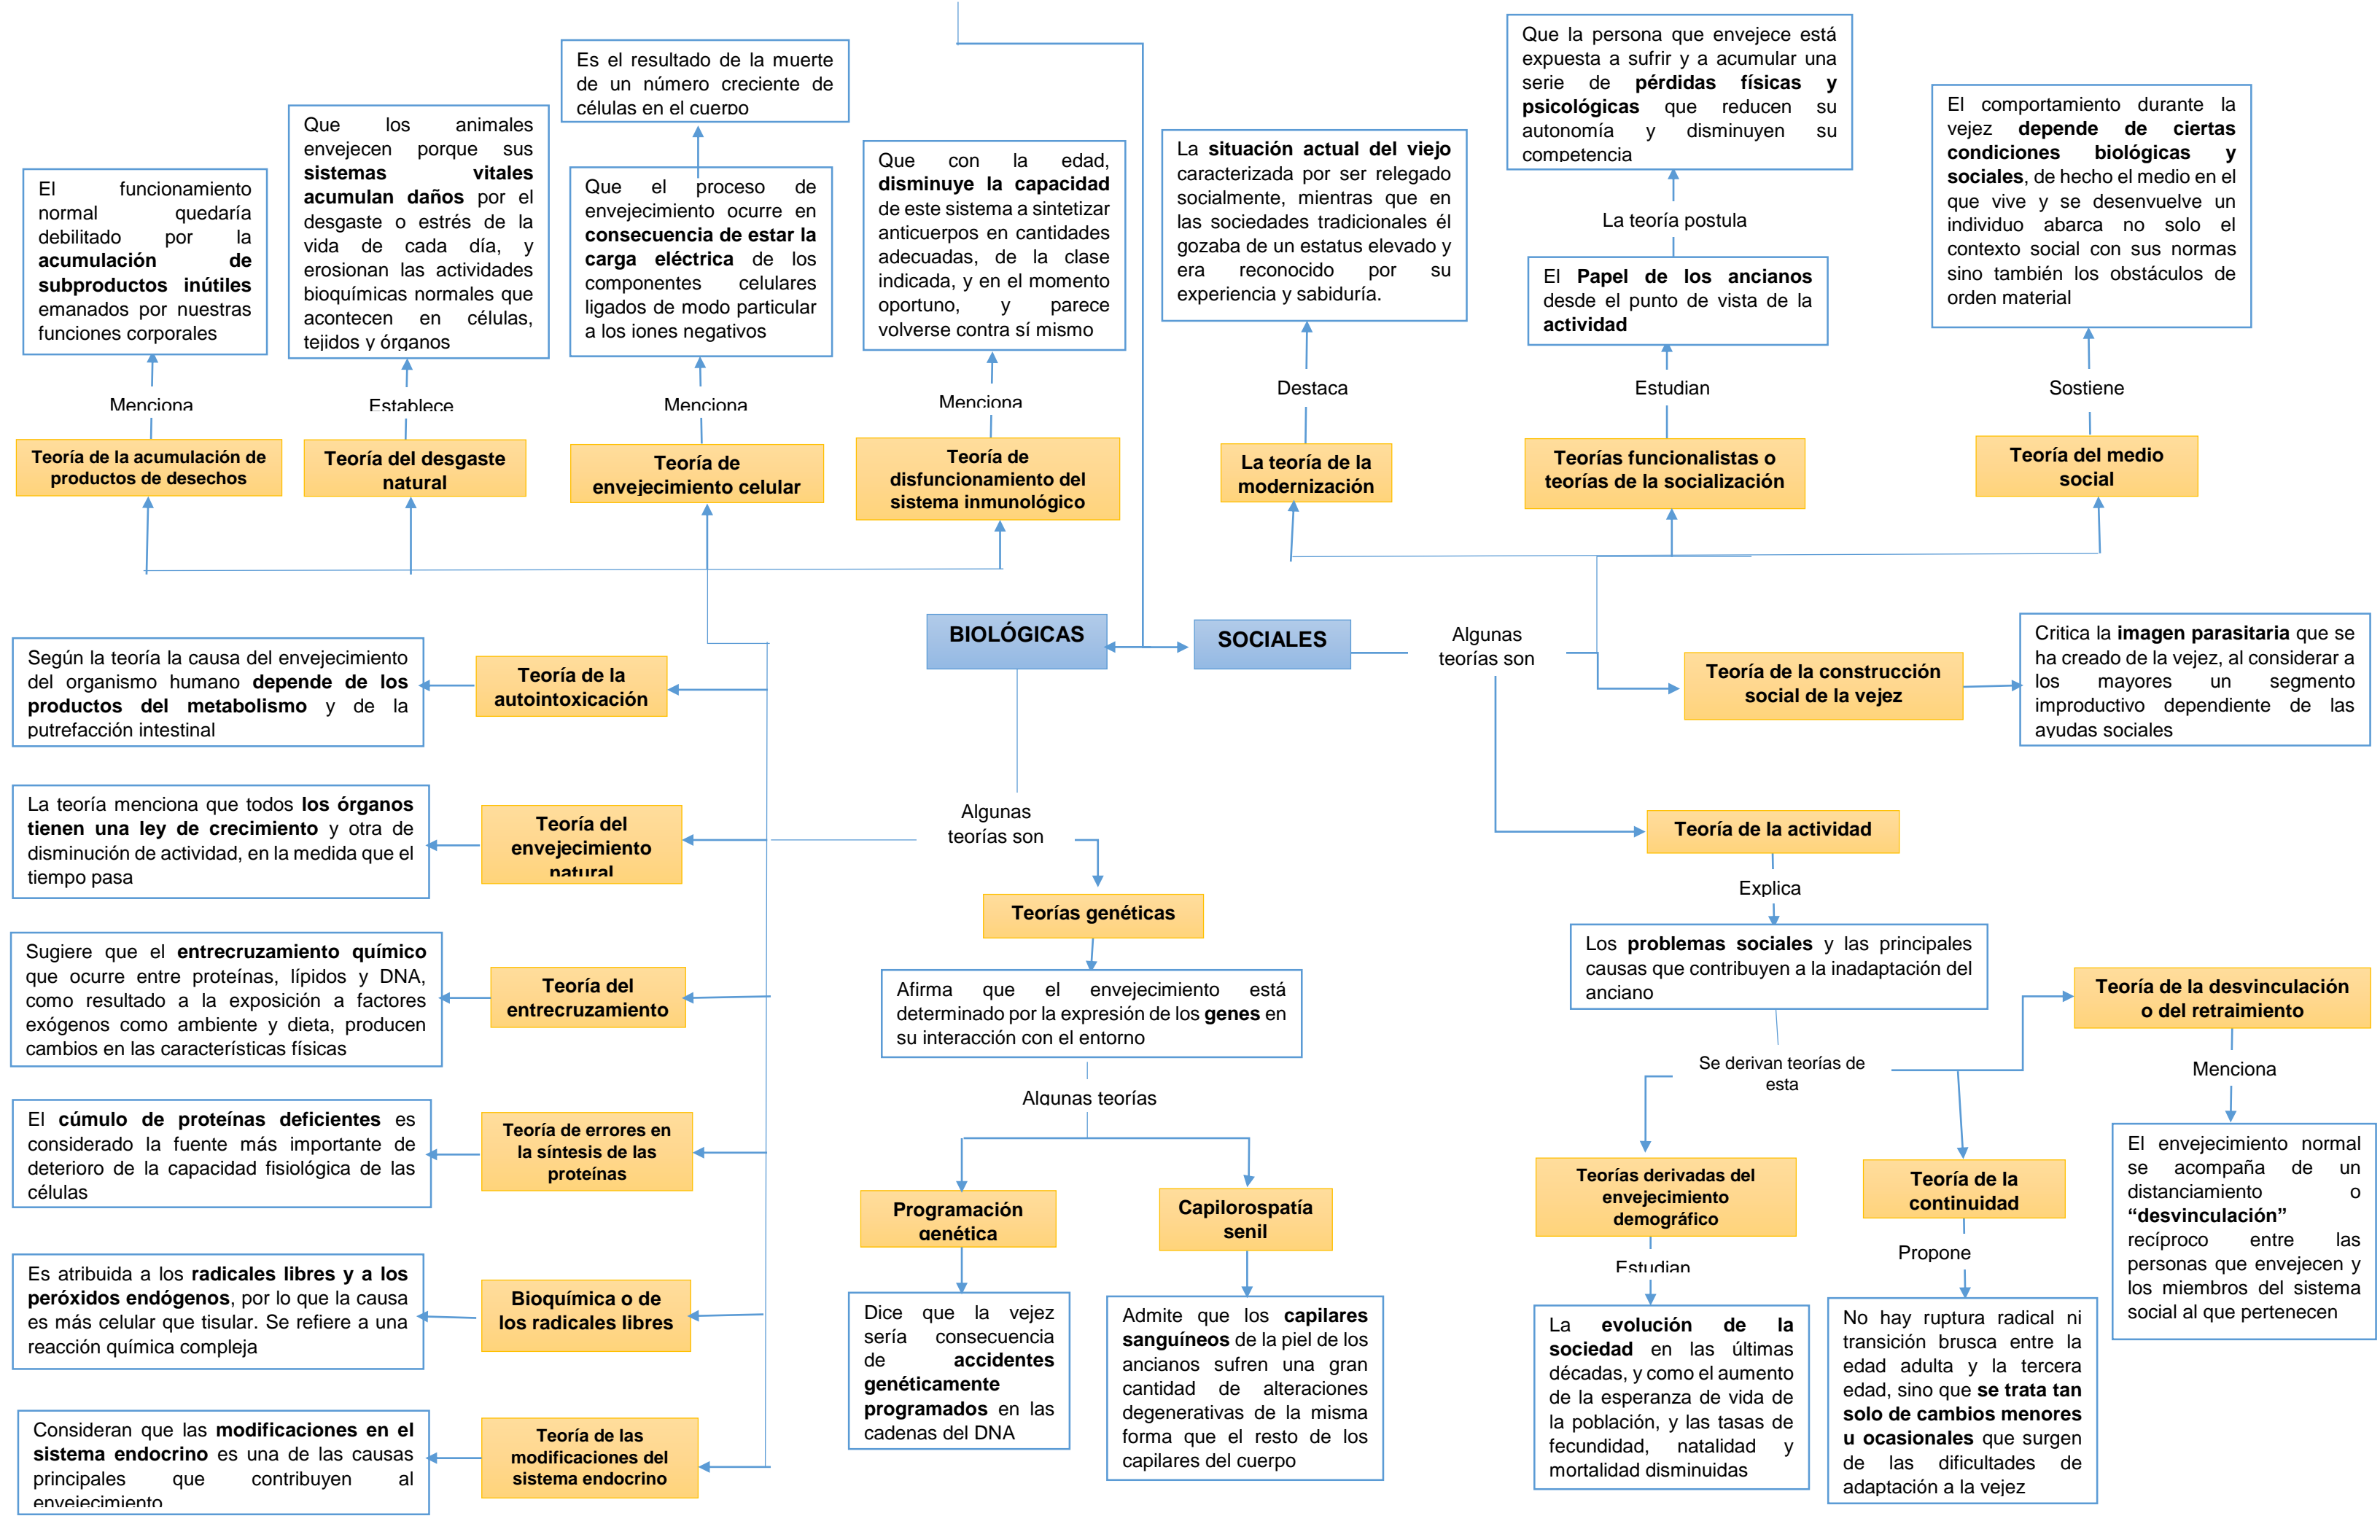 Es el resultado de la muerte
de un número creciente de
células en el cuerpo
Que la persona que envejece está
expuesta a sufrir y a acumular una
serie de pérdidas físicas y
psicológicas que reducen su
autonomía y disminuyen su
competencia
El funcionamiento
normal quedaría
debilitado por la
acumulación de
subproductos inútiles
emanados por nuestras
funciones corporales
Que los animales
envejecen porque sus
sistemas vitales
acumulan daños por el
desgaste o estrés de la
vida de cada día, y
erosionan las actividades
bioquímicas normales que
acontecen en células,
tejidos y órganos
Que el proceso de
envejecimiento ocurre en
consecuencia de estar la
carga eléctrica de los
componentes celulares
ligados de modo particular
a los iones negativos
Que con la edad,
disminuye la capacidad
de este sistema a sintetizar
anticuerpos en cantidades
adecuadas, de la clase
indicada, y en el momento
oportuno, y parece
volverse contra sí mismo
La situación actual del viejo
caracterizada por ser relegado
socialmente, mientras que en
las sociedades tradicionales él
gozaba de un estatus elevado y
era reconocido por su
experiencia y sabiduría.
La teoría postula
El Papel de los ancianos
desde el punto de vista de la
actividad
El comportamiento durante la
vejez depende de ciertas
condiciones biológicas y
sociales, de hecho el medio en el
que vive y se desenvuelve un
individuo abarca no solo el
contexto social con sus normas
sino también los obstáculos de
orden material
Menciona
Establece
Menciona
Menciona
Destaca
Estudian
Sostiene
Teoría de la acumulación de
productos de desechos
Teoría del desgaste
natural
Teoría de
envejecimiento celular
Teoría de
disfuncionamiento del
sistema inmunológico
La teoría de la
modernización
Teorías funcionalistas o
teorías de la socialización
Teoría del medio
social
BIOLÓGICAS
SOCIALES
Algunas
teorías son
Según la teoría la causa del envejecimiento
del organismo humano depende de los
productos del metabolismo y de la
putrefacción intestinal
Teoría de la
autointoxicación
Teoría de la construcción
social de la vejez
Critica la imagen parasitaria que se
ha creado de la vejez, al considerar a
los mayores un segmento
improductivo dependiente de las
ayudas sociales
La teoría menciona que todos los órganos
tienen una ley de crecimiento y otra de
disminución de actividad, en la medida que el
tiempo pasa
Teoría del
envejecimiento
natural
Algunas
teorías son
Teoría de la actividad
Explica
Teorías genéticas
Los problemas sociales y las principales
causas que contribuyen a la inadaptación del
anciano
Sugiere que el entrecruzamiento químico
que ocurre entre proteínas, lípidos y DNA,
como resultado a la exposición a factores
exógenos como ambiente y dieta, producen
cambios en las características físicas
Teoría del
entrecruzamiento
Afirma que el envejecimiento está
determinado por la expresión de los genes en
su interacción con el entorno
Teoría de la desvinculación
o del retraimiento
Algunas teorías
Se derivan teorías de
esta
Menciona
El cúmulo de proteínas deficientes es
considerado la fuente más importante de
deterioro de la capacidad fisiológica de las
células
Teoría de errores en
la síntesis de las
proteínas
Programación
genética
Capilorospatía
senil
Teorías derivadas del
envejecimiento
demográfico
Teoría de la
continuidad
El envejecimiento normal
se acompaña de un
distanciamiento o
“desvinculación”
recíproco entre las
personas que envejecen y
los miembros del sistema
social al que pertenecen
Estudian
Propone
Es atribuida a los radicales libres y a los
peróxidos endógenos, por lo que la causa
es más celular que tisular. Se refiere a una
reacción química compleja
Bioquímica o de
los radicales libres
Dice que la vejez
sería consecuencia
de accidentes
genéticamente
programados en las
cadenas del DNA
Admite que los capilares
sanguíneos de la piel de los
ancianos sufren una gran
cantidad de alteraciones
degenerativas de la misma
forma que el resto de los
capilares del cuerpo
La evolución de la
sociedad en las últimas
décadas, y como el aumento
de la esperanza de vida de
la población, y las tasas de
fecundidad, natalidad y
mortalidad disminuidas
No hay ruptura radical ni
transición brusca entre la
edad adulta y la tercera
edad, sino que se trata tan
solo de cambios menores
u ocasionales que surgen
de las dificultades de
adaptación a la vejez
Consideran que las modificaciones en el
sistema endocrino es una de las causas
principales que contribuyen al
envejecimiento
Teoría de las
modificaciones del
sistema endocrino